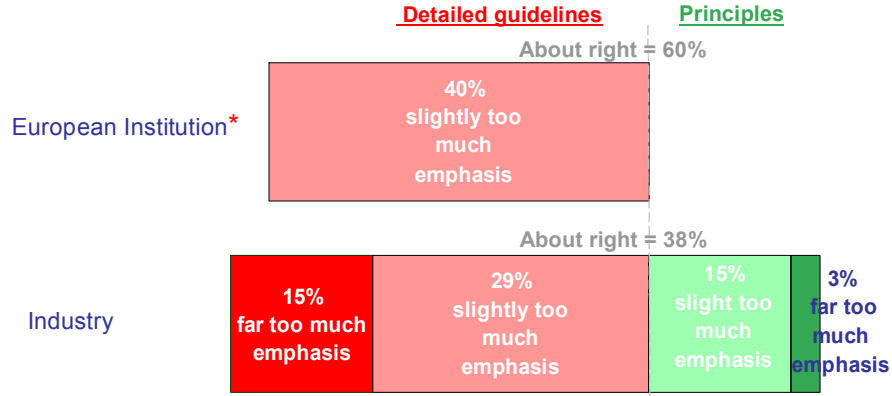 Detailed guidelines Principles
About right = 60%
European Institution*
40%
slightly too
much
emphasis
About right = 38%
Industry
15%
far too much
emphasis
29%
slightly too
much
emphasis
15%
slight too
much
emphasis
3%
far too
much
emphasis